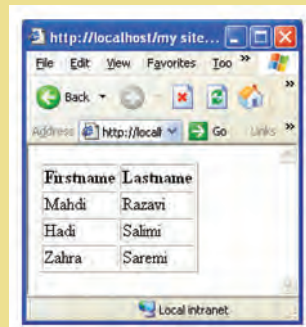 http://localhost/my site...
File Edit View Favorites Too »
Back »
Address http://localh Go Links »
Firstname Lastname
Mahdi Razavi
Hadi Salimi
Zahra Saremi
Local intranet